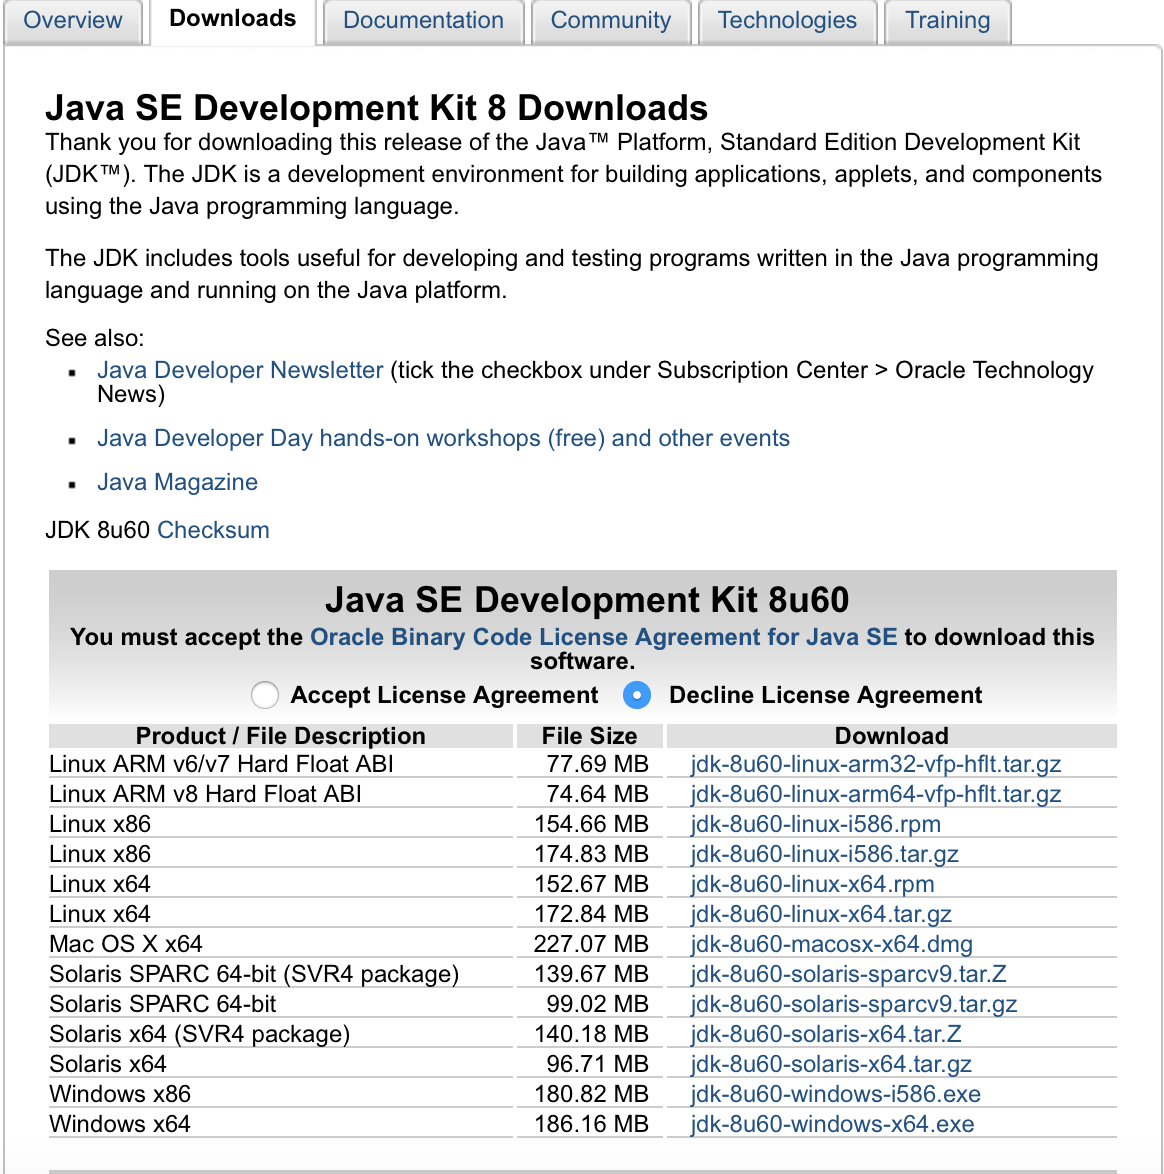 Overview Downloads Documentation Community Technologies Training
Java SE Development Kit 8 Downloads
Thank you for downloading this release of the Java™ Platform, Standard Edition Development Kit
(JDK™). The JDK is a development environment for building applications, applets, and components
using the Java programming language.
The JDK includes tools useful for developing and testing programs written in the Java programming
language and running on the Java platform.
See also:
Java Developer Newsletter (tick the checkbox under Subscription Center > Oracle Technology
News)
Java Developer Day hands-on workshops (free) and other events
Java Magazine
JDK 8u60 Checksum
Java SE Development Kit 8u60
You must accept the Oracle Binary Code License Agreement for Java SE to download this
software.
Accept License Agreement Decline License Agreement
Product / File Description File Size Download
Linux ARM v6/v7 Hard Float ABI 77.69 MB jdk-8u60-linux-arm32-vfp-hflt.tar.gz
Linux ARM v8 Hard Float ABI 74.64 MB jdk-8u60-linux-arm64-vfp-hflt.tar.gz
Linux x86 154.66 MB jdk-8u60-linux-i586.rpm
Linux x86 174.83 MB jdk-8u60-linux-i586.tar.gz
Linux x64 152.67 MB jdk-8u60-linux-x64.rpm
Linux x64 172.84 MB jdk-8u60-linux-x64.tar.gz
Mac OS X x64 227.07 MB jdk-8u60-macosx-x64.dmg
Solaris SPARC 64-bit (SVR4 package) 139.67 MB jdk-8u60-solaris-sparcv9.tar.Z
Solaris SPARC 64-bit 99.02 MB jdk-8u60-solaris-sparcv9.tar.gz
Solaris x64 (SVR4 package) 140.18 MB jdk-8u60-solaris-x64.tar.Z
Solaris x64 96.71 MB jdk-8u60-solaris-x64.tar.gz
Windows x86 180.82 MB jdk-8u60-windows-i586.exe
Windows x64 186.16 MB jdk-8u60-windows-x64.exe